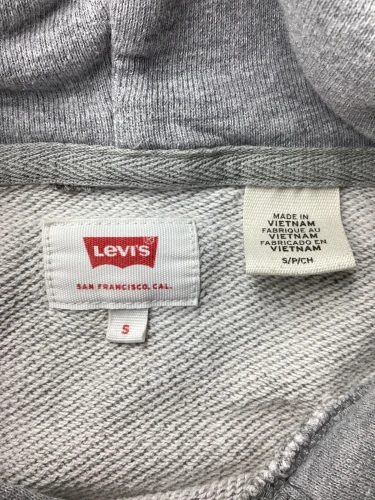 Levi's
SAN FRANCISCO, CAL.
S
MADE IN
VIETNAM
FABRIQUE AU
VIETNAM
FABRICADO EN
VIETNAM
S/P/CH